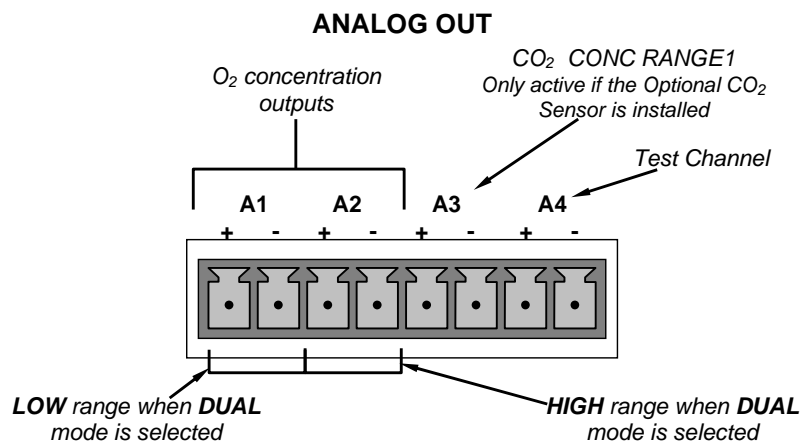 ANALOG OUT
O2 concentration
outputs
CO2 CONC RANGE1
Only active if the Optional CO2
Sensor is installed
Test Channel
A1 A2 A3 A4
+ - + - + - + -
LOW range when DUAL
mode is selected
HIGH range when DUAL
mode is selected